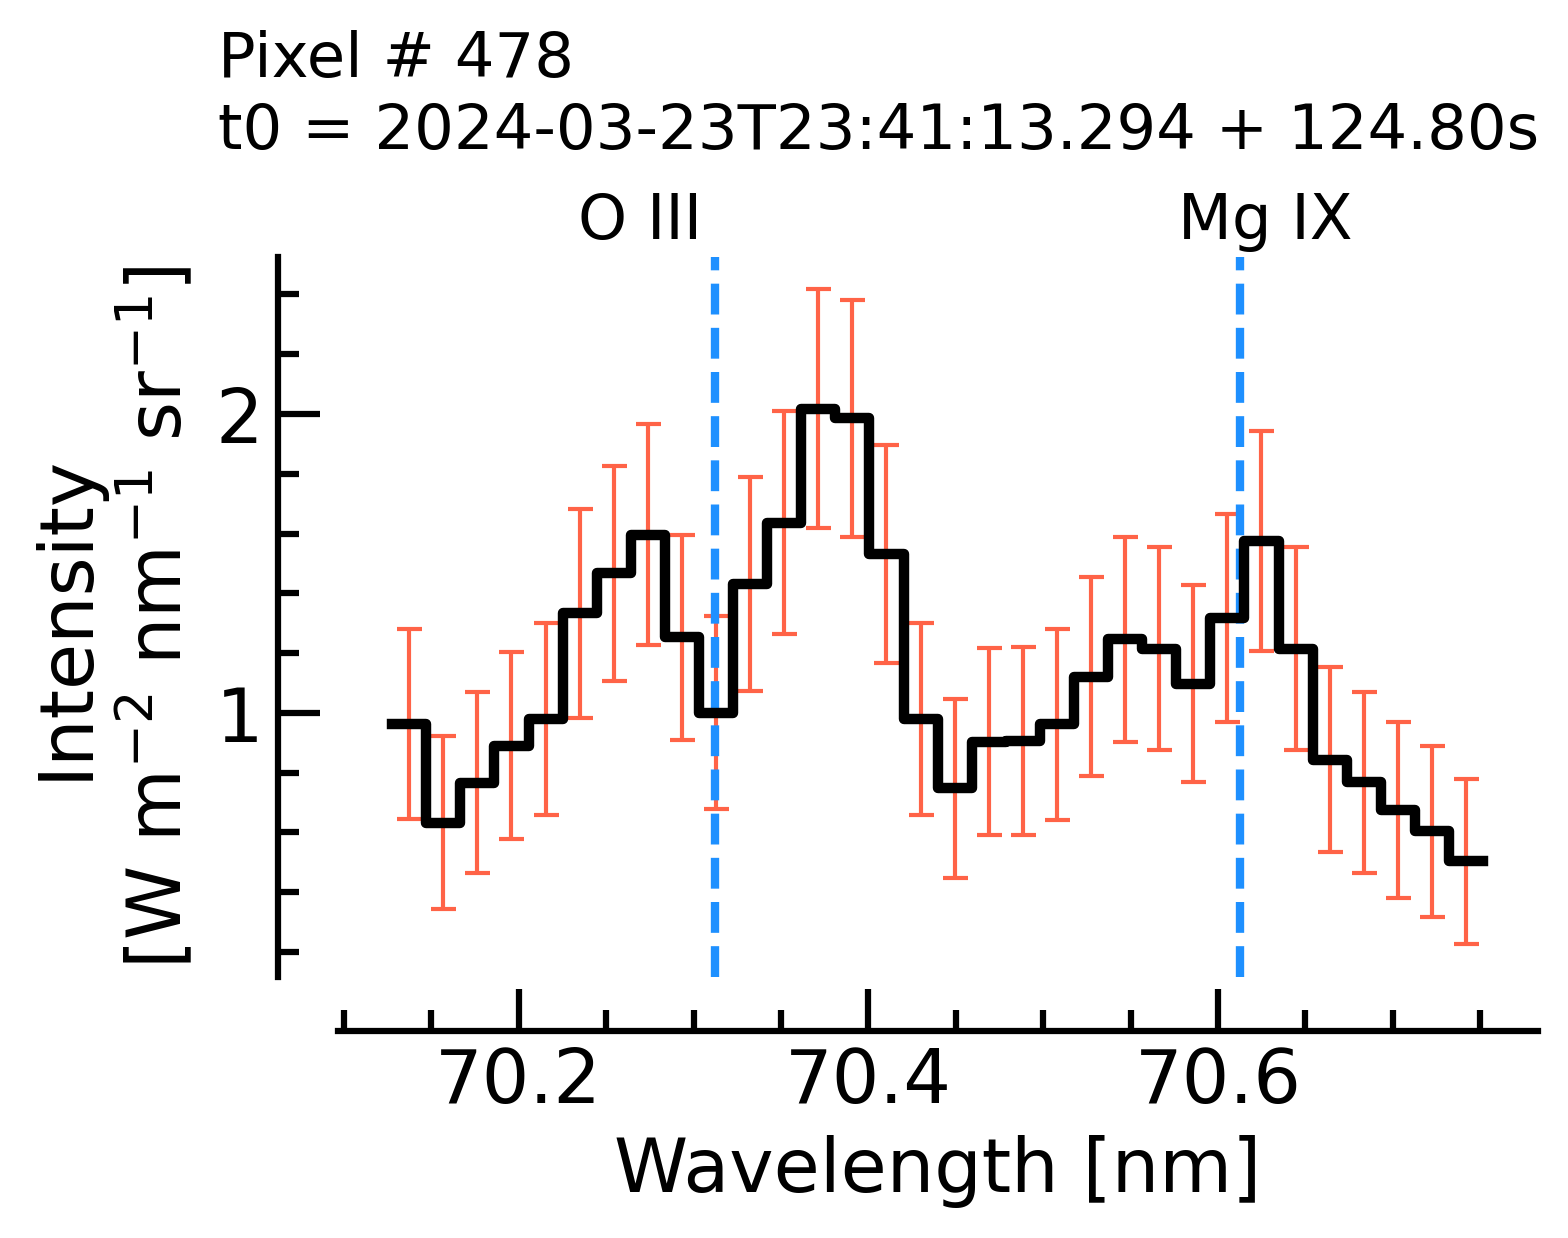 Pixel # 478
t0 = 2024-03-23T23:41:13.294 + 124.80s
O III
Mg IX
Intensity
[W m⁻² nm⁻¹ sr⁻¹]
2
1
70.2
70.4
70.6
Wavelength [nm]